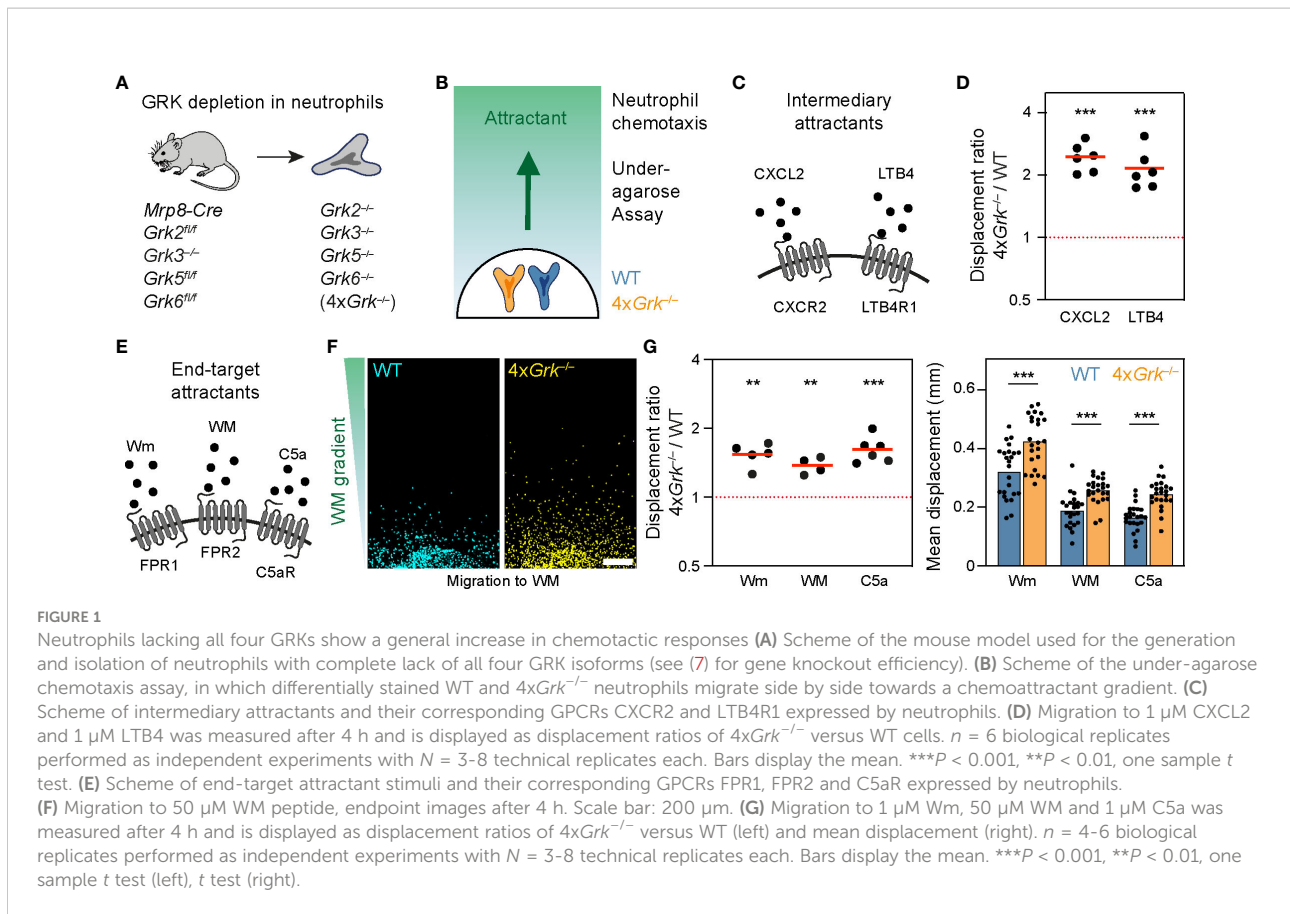 A
GRK depletion in neutrophils
Mrp8-Cre
Grk2fl/f
Grk3–/–
Grk5fl/f
Grk6fl/f
Grk2–/–
Grk3–/–
Grk5–/–
Grk6–/–
(4xGrk–/–)
B
Attractant
Neutrophil
chemotaxis
Under-
agarose
Assay
WT
4xGrk–/–
C
Intermediary
attractants
CXCL2
LTB4
CXCR2
LTB4R1
D
Displacement ratio
4xGrk–/– / WT
4
2
1
0.5
***
***
CXCL2
LTB4
E
End-target
attractants
Wm
WM
C5a
FPR1
FPR2
C5aR
F
WM gradient
WT
4xGrk–/–
Migration to WM
G
Displacement ratio
4xGrk–/– / WT
4
2
1
0.5
**
**
***
Wm
WM
C5a
Mean displacement (mm)
0.6
0.4
0.2
0
WT
4xGrk–/–
***
***
***
Wm
WM
C5a
FIGURE 1
Neutrophils lacking all four GRKs show a general increase in chemotactic responses (A) Scheme of the mouse model used for the generation
and isolation of neutrophils with complete lack of all four GRK isoforms (see (7) for gene knockout efficiency). (B) Scheme of the under-agarose
chemotaxis assay, in which differentially stained WT and 4xGrk−/− neutrophils migrate side by side towards a chemoattractant gradient. (C)
Scheme of intermediary attractants and their corresponding GPCRs CXCR2 and LTB4R1 expressed by neutrophils. (D) Migration to 1 µM CXCL2
and 1 µM LTB4 was measured after 4 h and is displayed as displacement ratios of 4xGrk−/− versus WT cells. n = 6 biological replicates
performed as independent experiments with N = 3-8 technical replicates each. Bars display the mean. ***P < 0.001, **P < 0.01, one sample t
test. (E) Scheme of end-target attractant stimuli and their corresponding GPCRs FPR1, FPR2 and C5aR expressed by neutrophils.
(F) Migration to 50 µM WM peptide, endpoint images after 4 h. Scale bar: 200 µm. (G) Migration to 1 µM Wm, 50 µM WM and 1 µM C5a was
measured after 4 h and is displayed as displacement ratios of 4xGrk−/− versus WT (left) and mean displacement (right). n = 4-6 biological
replicates performed as independent experiments with N = 3-8 technical replicates each. Bars display the mean. ***P < 0.001, **P < 0.01, one
sample t test (left), t test (right).